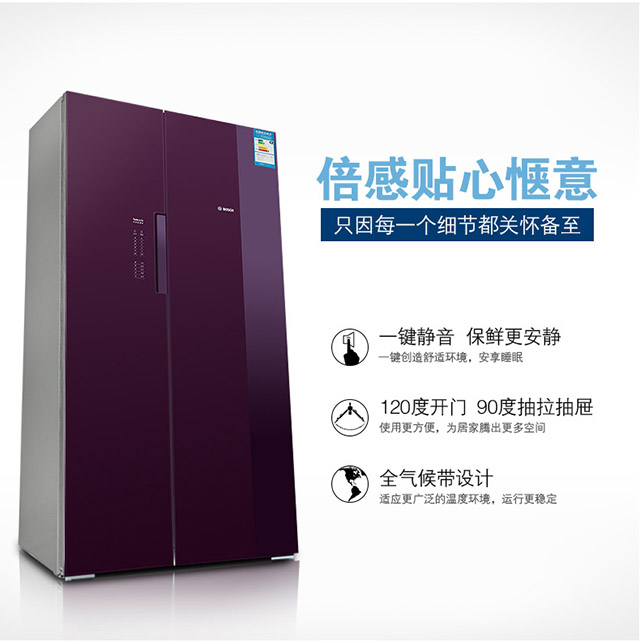 倍感贴心惬意
只因每一个细节都关怀备至
BOSCH
一键静音 保鲜更安静
一键创造舒适环境,安享睡眠
120度开门 90度抽拉抽屉
使用更方便,为居家腾出更多空间
全气候带设计
适应更广泛的温度环境,运行更稳定